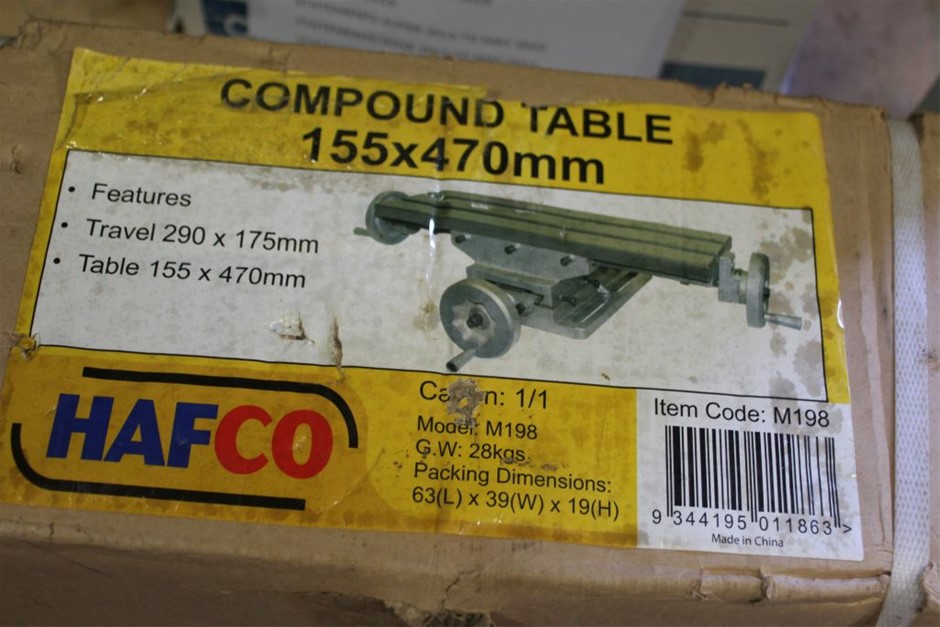 COMPOUND TABLE
155x470mm
• Features
• Travel 290 x 175mm
• Table 155 x 470mm
HAFCO
1/1
Model: M198
G.W: 28kgs
Packing Dimensions:
63(L) x 39(W) x 19(H)
Item Code: M198
9 344195 011863 >
Made in China